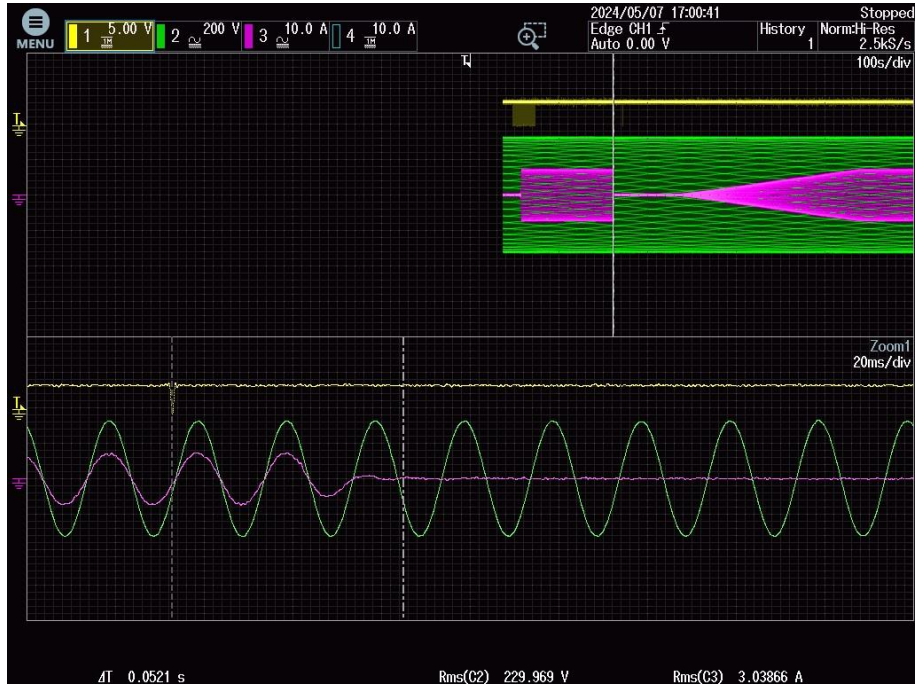 2024/05/07 17:00:41 Stopped
MENU 1 5.00 V 2 200 V 3 10.0 A 4 10.0 A Edge CH1 History Norm:Hi-Res
1M 1M Auto 0.00 V 1 2.5kS/s
100s/div
T
T
Zoom1
20ms/div
T
ΔT 0.0521 s Rms(C2) 229.969 V Rms(C3) 3.03866 A